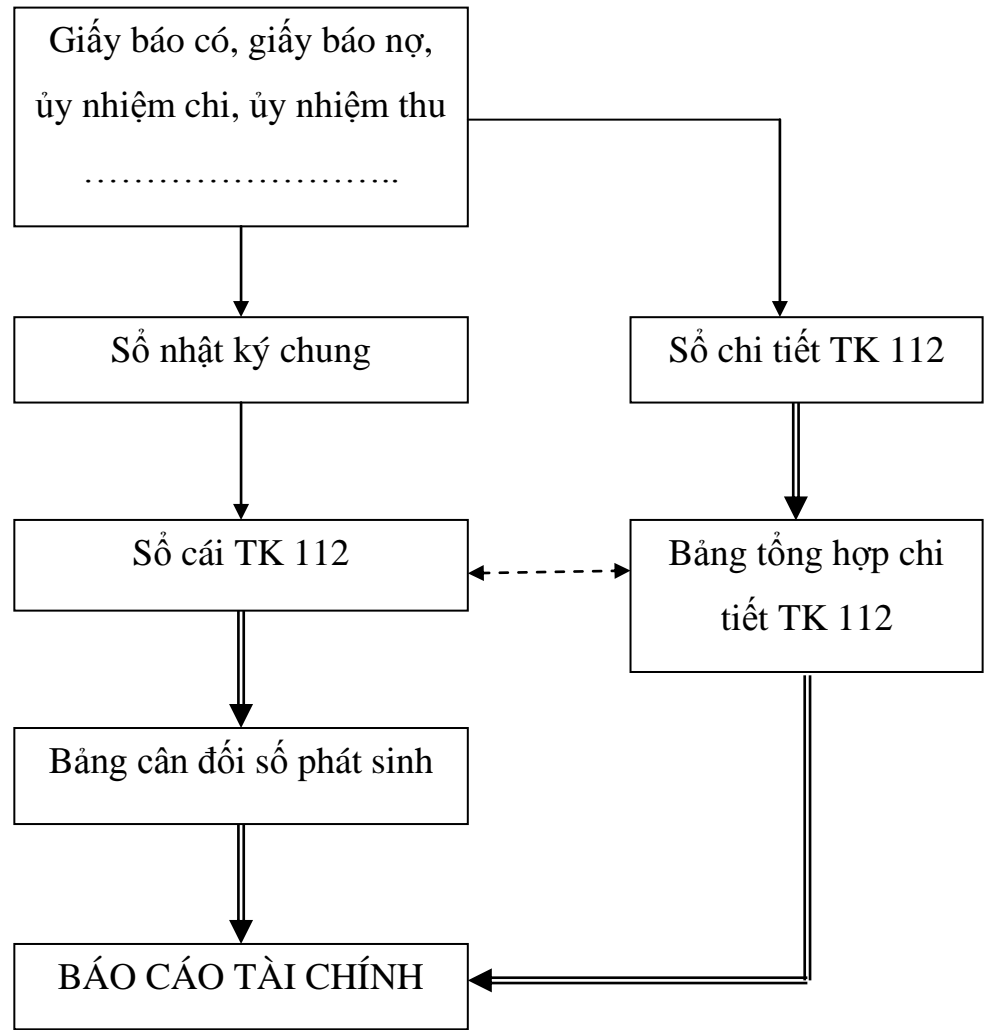 Giấy báo có, giấy báo nợ,
ủy nhiệm chi, ủy nhiệm thu
……………………..
Sổ nhật ký chung
Sổ chi tiết TK 112
Sổ cái TK 112
Bảng tổng hợp chi
tiết TK 112
Bảng cân đối số phát sinh
BÁO CÁO TÀI CHÍNH